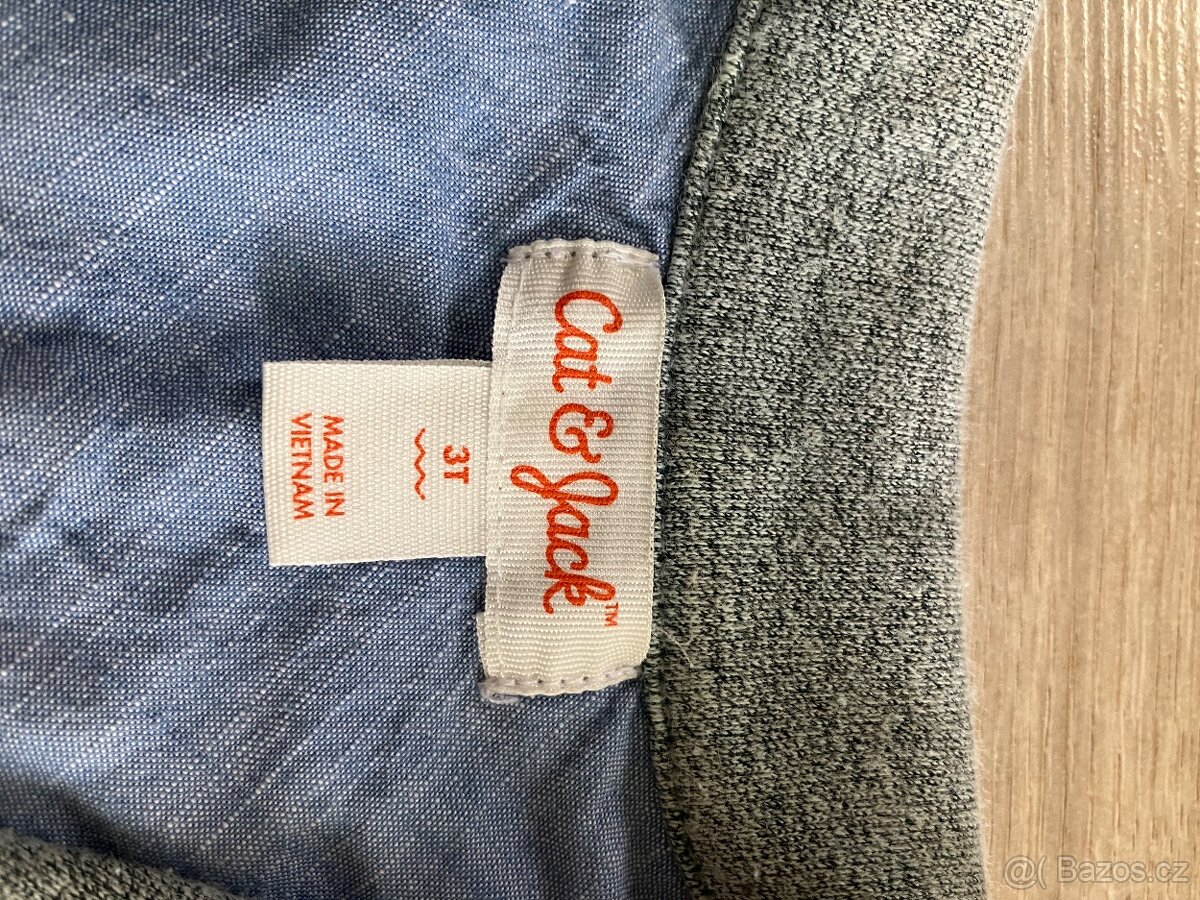 Cat & Jack™
3T
MADE IN
VIETNAM
@( Bazos.cz